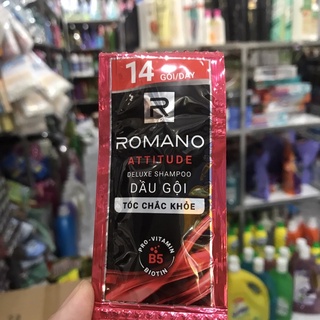 14 GÓI/DÂY
R
ROMANO
ATTITUDE
DELUXE SHAMPOO
DẦU GỘI
TÓC CHẮC KHỎE
PRO-VITAMIN
B5
BIOTIN